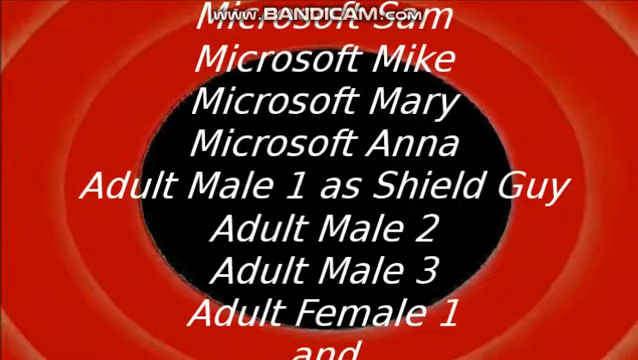 www.BANDICAM.com
Microsoft Sam
Microsoft Mike
Microsoft Mary
Microsoft Anna
Adult Male 1 as Shield Guy
Adult Male 2
Adult Male 3
Adult Female 1
and